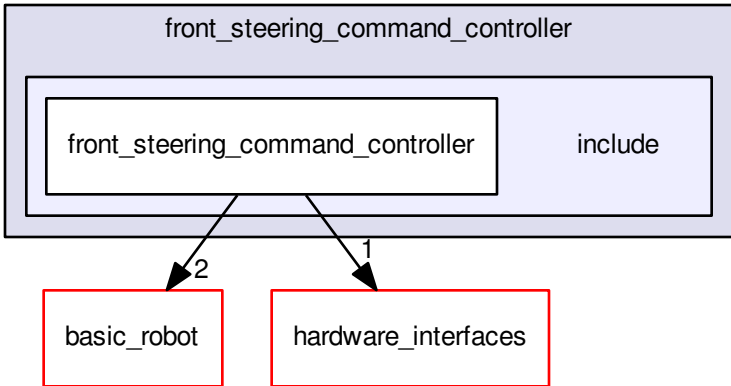 front_steering_command_controller
front_steering_command_controller
include
2
1
basic_robot
hardware_interfaces